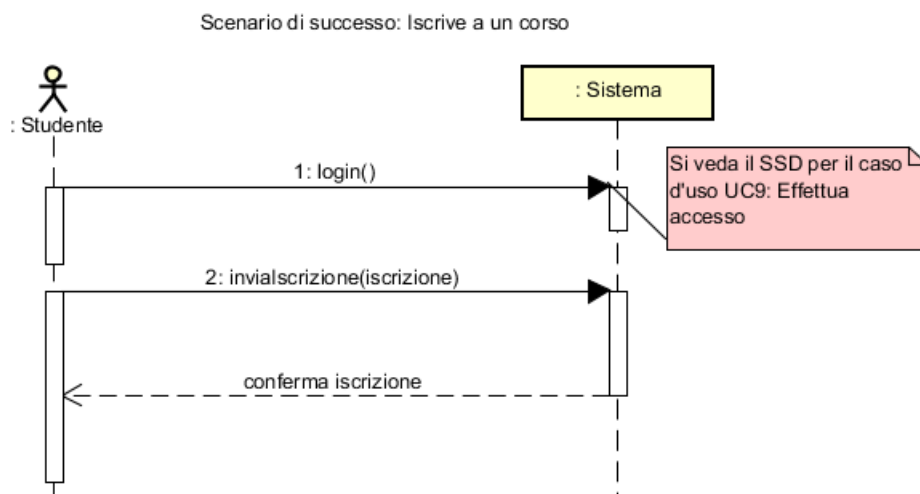 Scenario di successo: Iscrive a un corso
: Studente
: Sistema
1: login()
Si veda il SSD per il caso
d'uso UC9: Effettua
accesso
2: inviaIscrizione(iscrizione)
conferma iscrizione